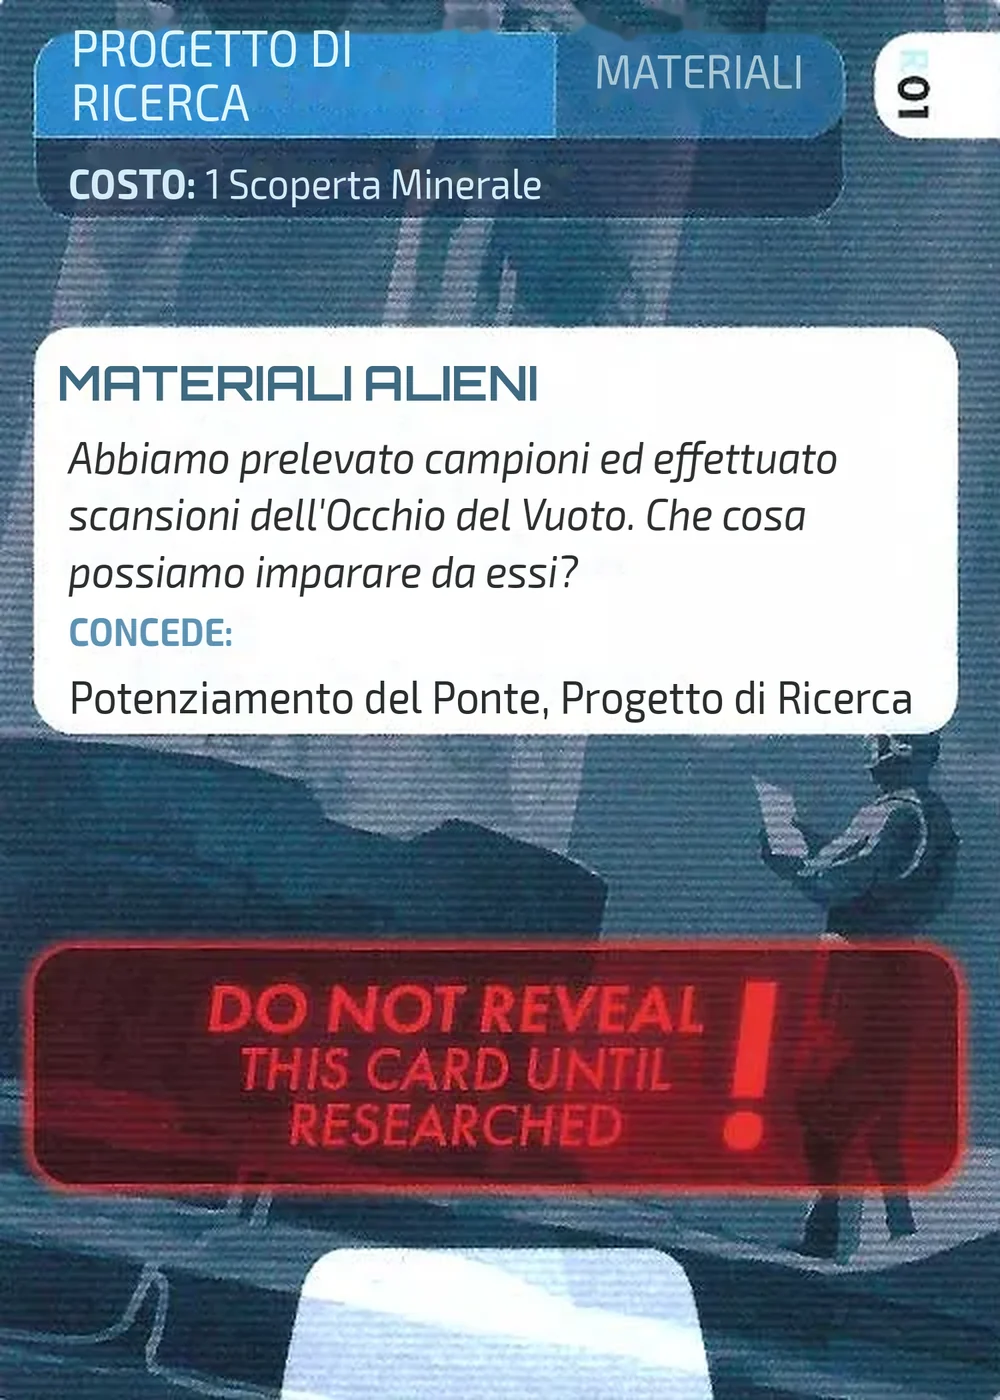 PROGETTO DI
RICERCA
MATERIALI
R 01
COSTO: 1 Scoperta Minerale
MATERIALI ALIENI
Abbiamo prelevato campioni ed effettuato
scansioni dell'Occhio del Vuoto. Che cosa
possiamo imparare da essi?
CONCEDE:
Potenziamento del Ponte, Progetto di Ricerca
DO NOT REVEAL
THIS CARD UNTIL
RESEARCHED
!